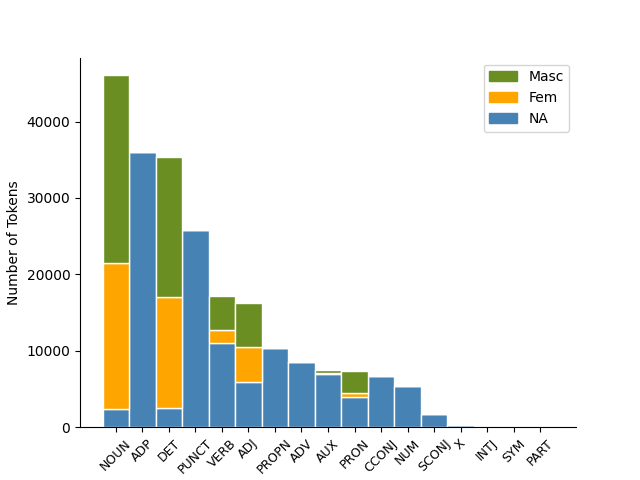 Masc
Fem
NA
Number of Tokens
40000
30000
20000
10000
0
NOUN
ADP
DET
PUNCT
VERB
ADJ
PROPN
ADV
AUX
PRON
CCONJ
NUM
SCONJ
X
INTJ
SYM
PART